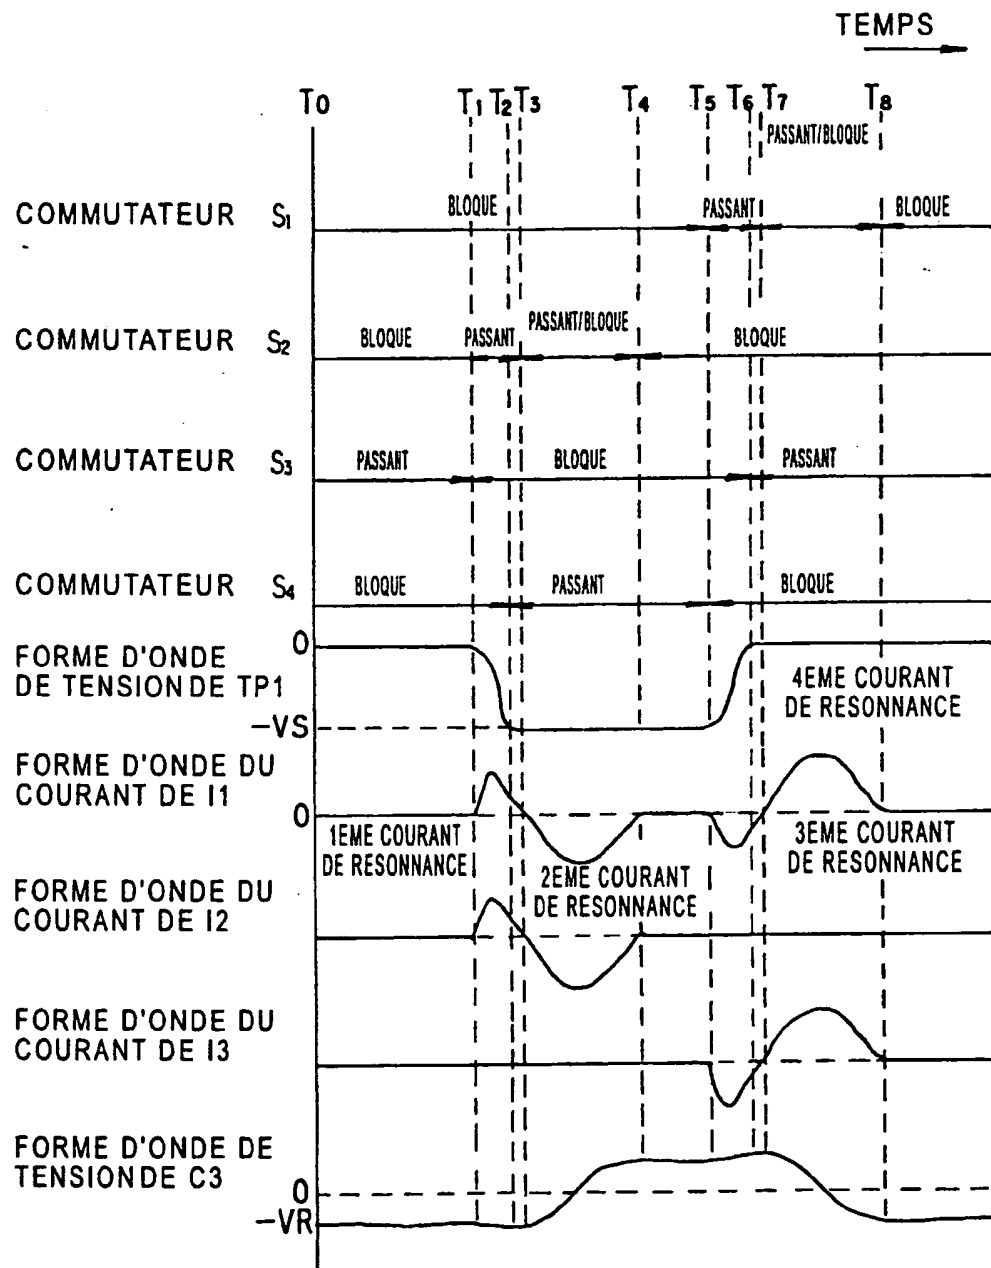 TEMPS
T0 T1 T2 T3 T4 T5 T6 T7 T8
PASSANT/BLOQUE
COMMUTATEUR S1 BLOQUE PASSANT BLOQUE
PASSANT/BLOQUE
COMMUTATEUR S2 BLOQUE PASSANT BLOQUE
COMMUTATEUR S3 PASSANT BLOQUE PASSANT
COMMUTATEUR S4 BLOQUE PASSANT BLOQUE
0
FORME D'ONDE
DE TENSION DE TP1
-VS
4EME COURANT
DE RESONNANCE
FORME D'ONDE DU
COURANT DE I1
0
1EME COURANT
DE RESONNANCE
3EME COURANT
DE RESONNANCE
2EME COURANT
DE RESONNANCE
FORME D'ONDE DU
COURANT DE I2
FORME D'ONDE DU
COURANT DE I3
FORME D'ONDE DE
TENSION DE C3
0
-VR